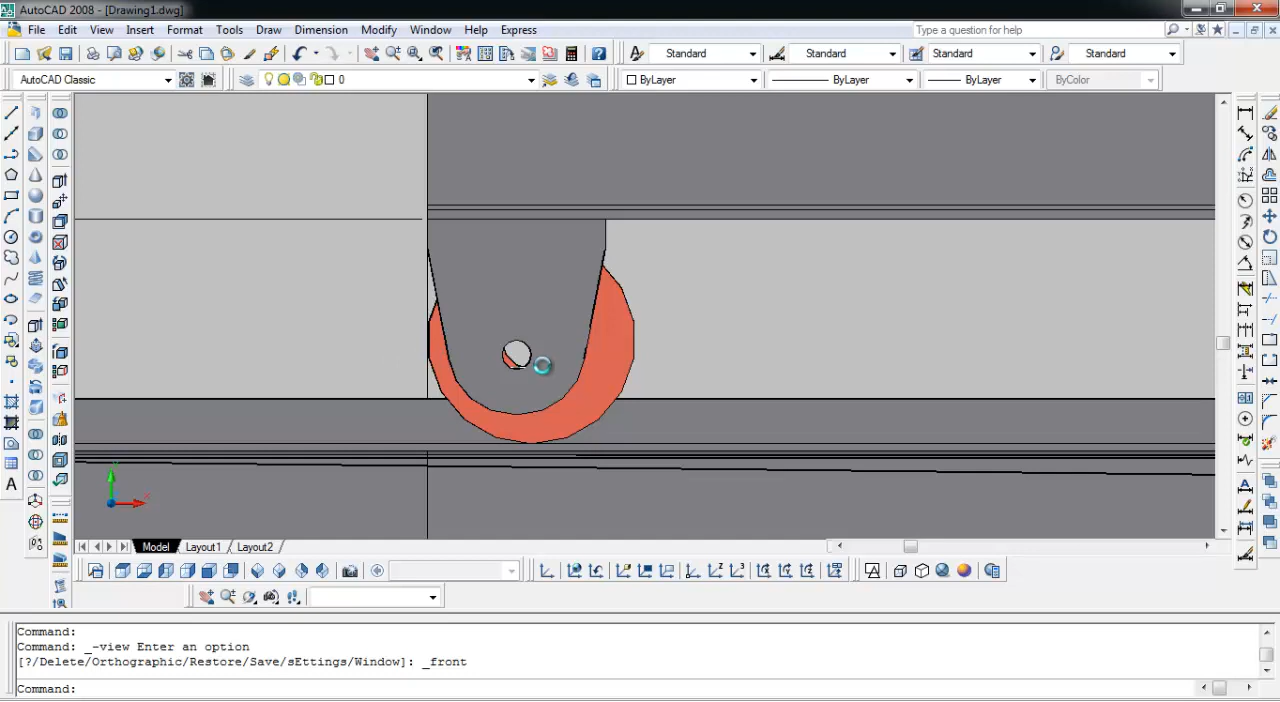 AutoCAD 2008 - [Drawing1.dwg]
File Edit View Insert Format Tools Draw Dimension Modify Window Help Express
Type a question for help
Standard Standard Standard Standard
AutoCAD Classic 0 ByLayer ByLayer ByLayer ByColor
A
Model Layout1 Layout2
Command:
Command: _-view Enter an option
[?/Delete/Orthographic/Restore/Save/sEttings/Window]: _front
Command: